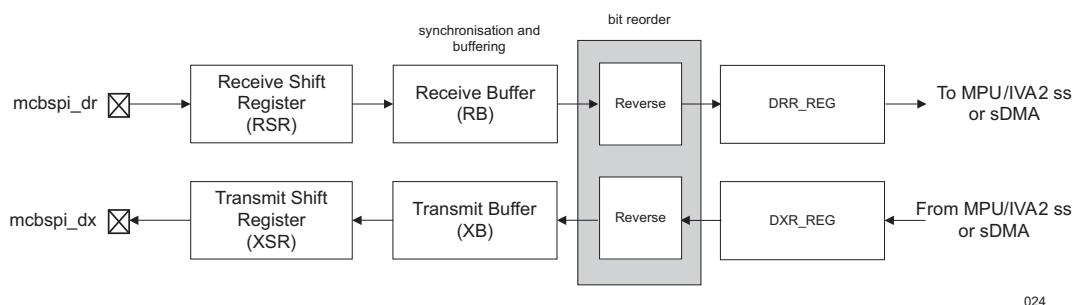 bit reorder
synchronisation and
buffering
mcbspi_dr
Receive Shift
Register
(RSR)
Receive Buffer
(RB)
Reverse
DRR_REG
To MPU/IVA2 ss
or sDMA
mcbspi_dx
Transmit Shift
Register
(XSR)
Transmit Buffer
(XB)
Reverse
DXR_REG
From MPU/IVA2 ss
or sDMA
024